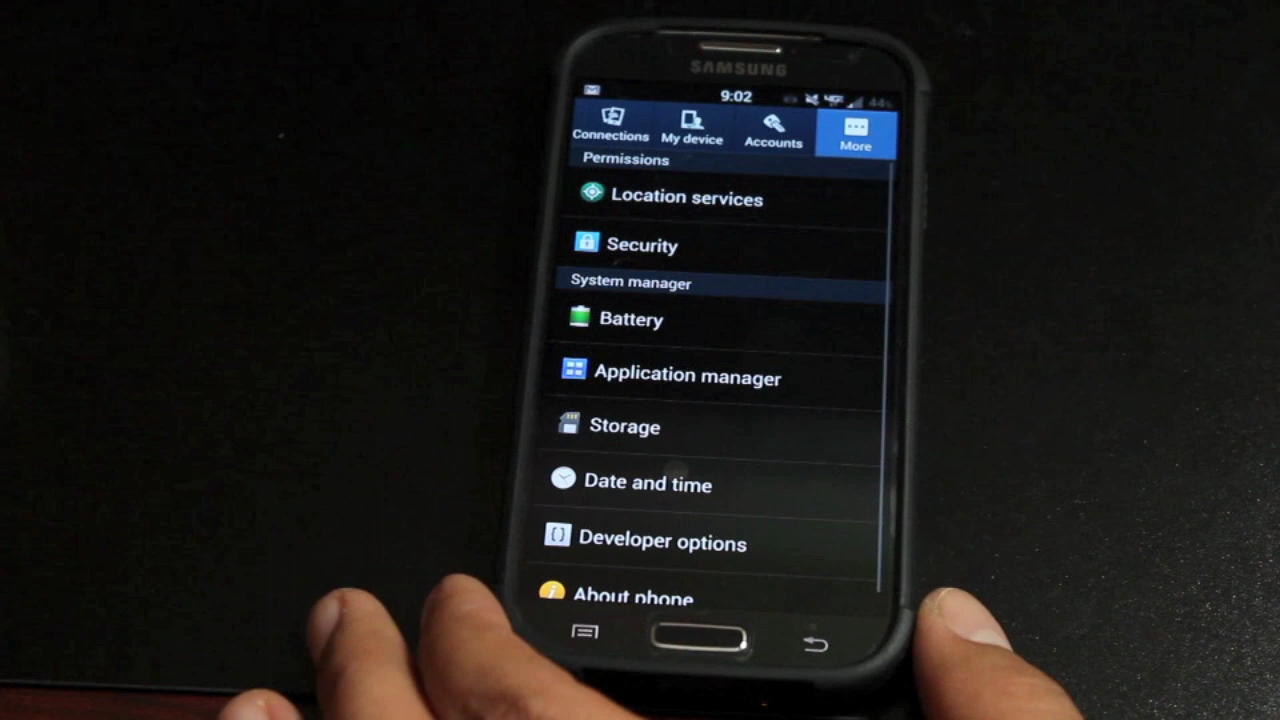 SAMSUNG
9:02
44%
Connections
My device
Accounts
More
Permissions
Location services
Security
System manager
Battery
Application manager
Storage
Date and time
Developer options
About phone